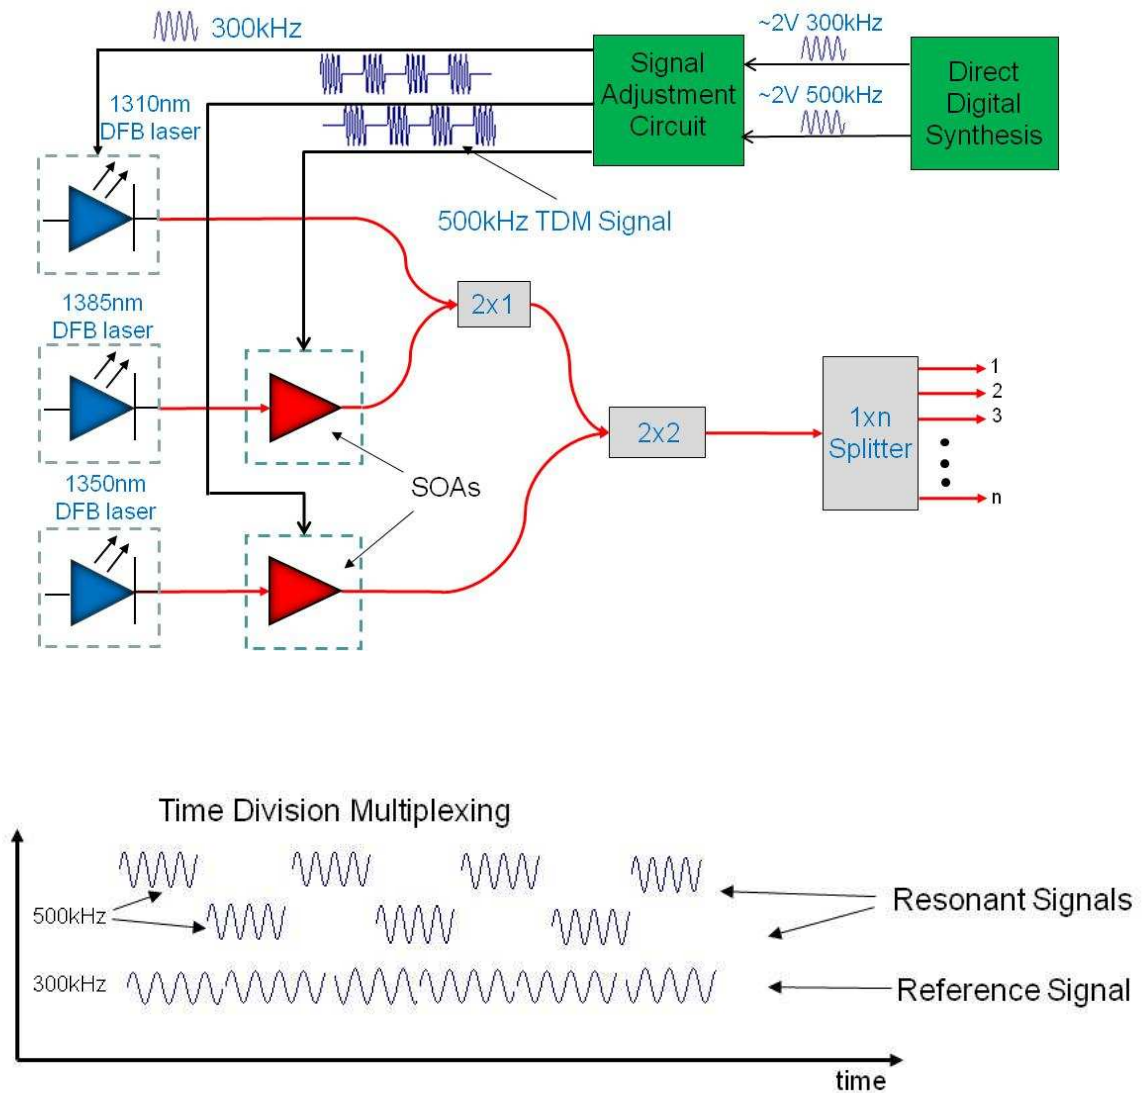 300kHz
~2V 300kHz
Signal
Adjustment
Circuit
Direct
Digital
Synthesis
1310nm
DFB laser
~2V 500kHz
500kHz TDM Signal
1385nm
DFB laser
2x1
1
2
3
n
1xn
Splitter
2x2
1350nm
DFB laser
SOAs
Time Division Multiplexing
500kHz
Resonant Signals
300kHz
Reference Signal
time